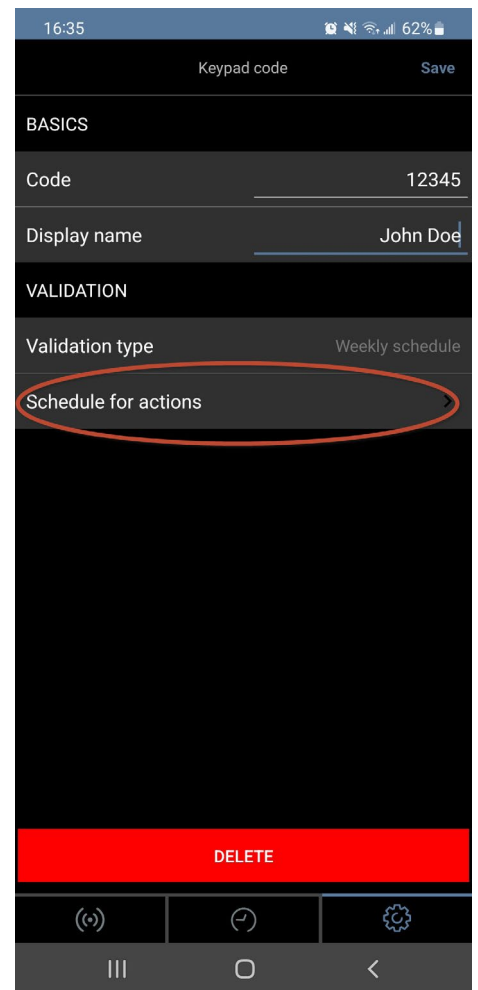 16:35 62%
Keypad code Save
BASICS
Code 12345
Display name John Doe
VALIDATION
Validation type Weekly schedule
Schedule for actions
DELETE